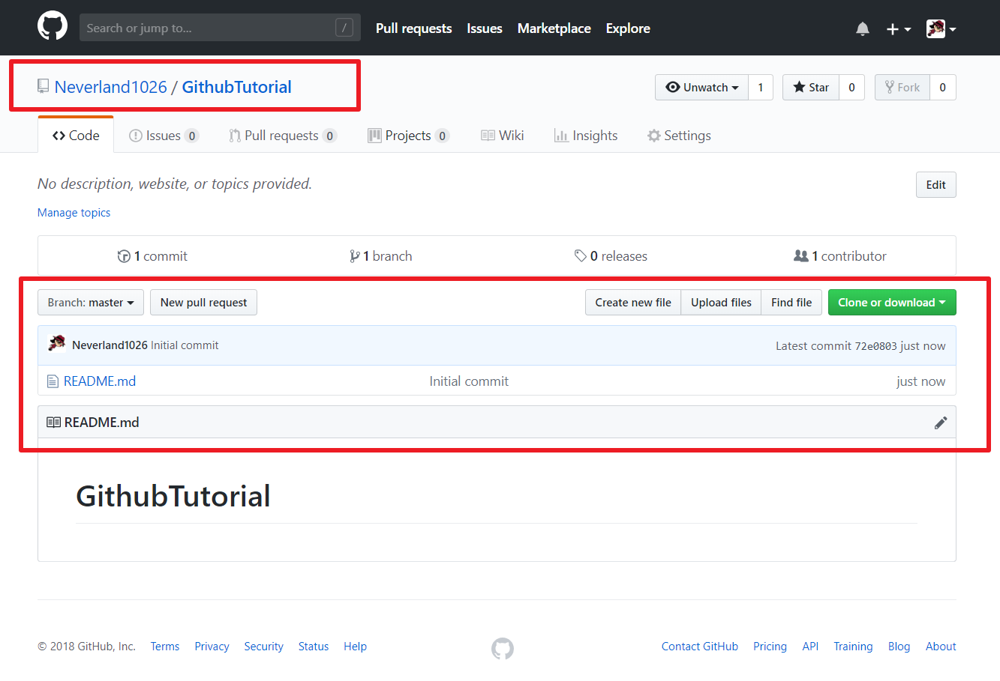 Search or jump to... / Pull requests Issues Marketplace Explore
Neverland1026 / GithubTutorial Unwatch 1 Star 0 Fork 0
Code Issues 0 Pull requests 0 Projects 0 Wiki Insights Settings
No description, website, or topics provided. Edit
Manage topics
1 commit 1 branch 0 releases 1 contributor
Branch: master New pull request Create new file Upload files Find file Clone or download
Neverland1026 Initial commit Latest commit 72e0803 just now
README.md Initial commit just now
README.md
GithubTutorial
© 2018 GitHub, Inc. Terms Privacy Security Status Help Contact GitHub Pricing API Training Blog About